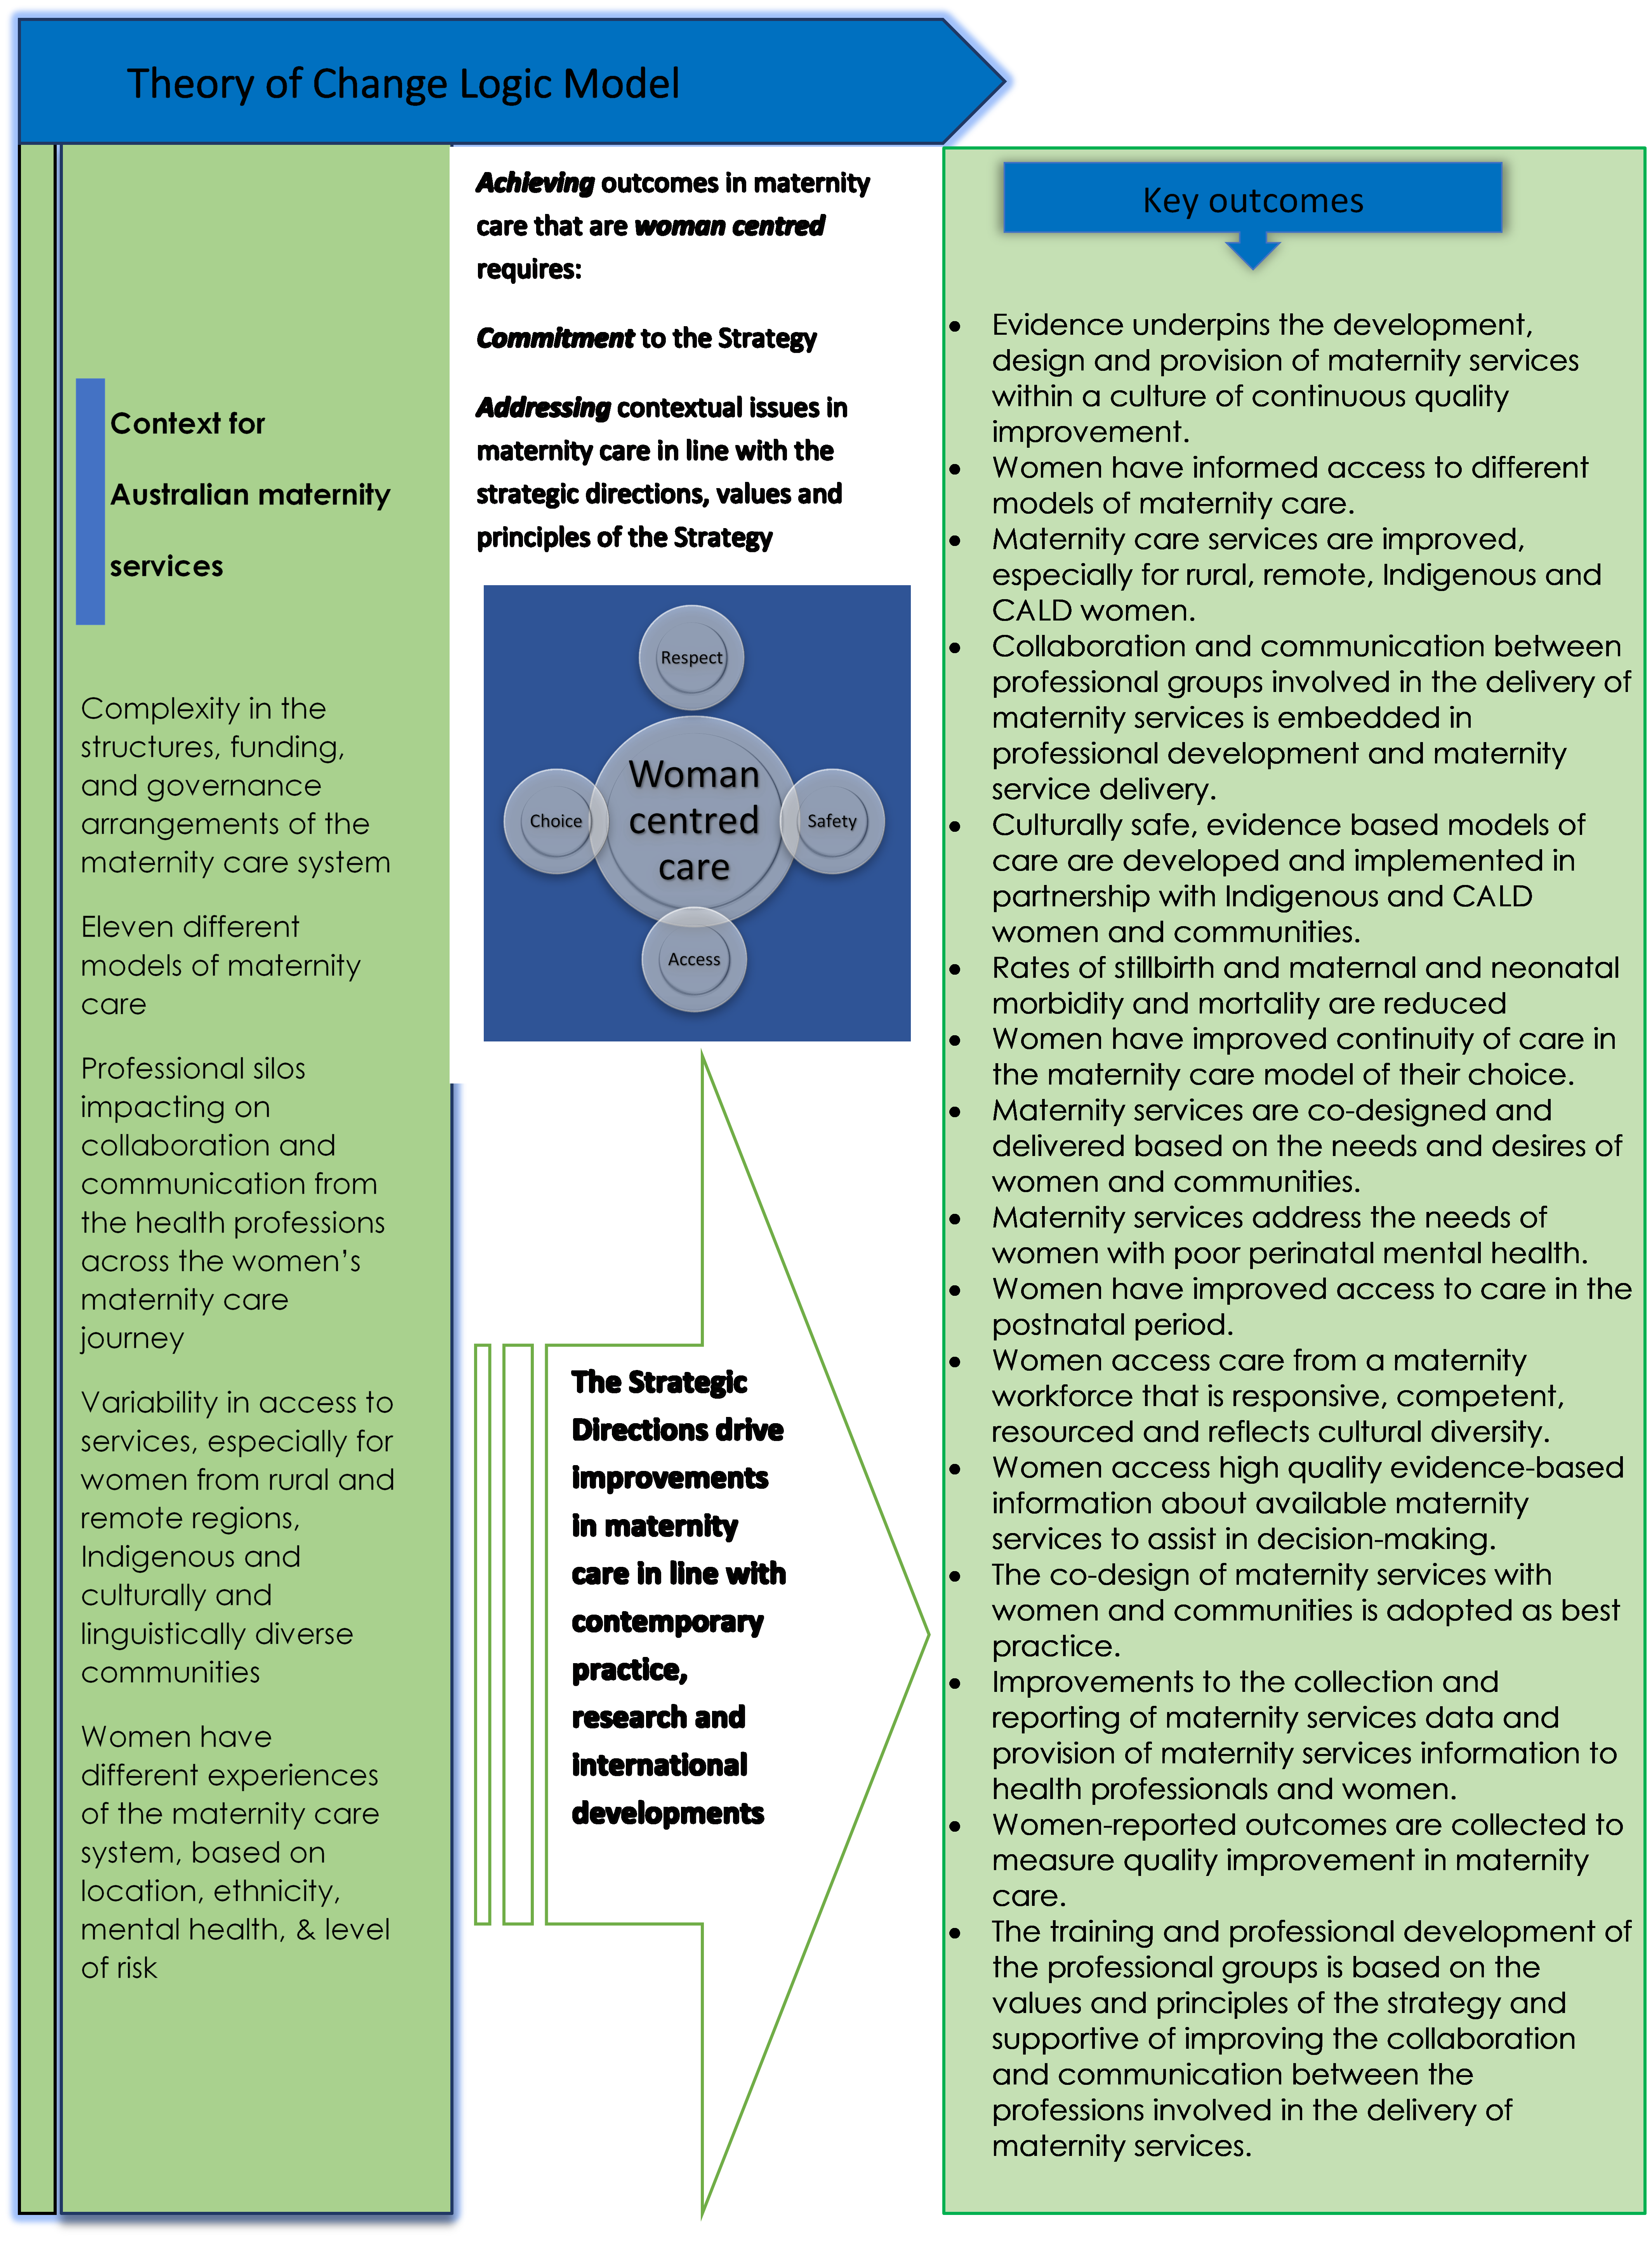 Theory of Change Logic Model
Context for
Australian maternity
services
Complexity in the
structures, funding,
and governance
arrangements of the
maternity care system
Eleven different
models of maternity
care
Professional silos
impacting on
collaboration and
communication from
the health professions
across the women’s
maternity care
journey
Variability in access to
services, especially for
women from rural and
remote regions,
Indigenous and
culturally and
linguistically diverse
communities
Women have
different experiences
of the maternity care
system, based on
location, ethnicity,
mental health, & level
of risk
Achieving outcomes in maternity
care that are woman centred
requires:
Commitment to the Strategy
Addressing contextual issues in
maternity care in line with the
strategic directions, values and
principles of the Strategy
Respect
Choice
Woman
centred
care
Safety
Access
The Strategic
Directions drive
improvements
in maternity
care in line with
contemporary
practice,
research and
international
developments
Key outcomes
• Evidence underpins the development,
design and provision of maternity services
within a culture of continuous quality
improvement.
• Women have informed access to different
models of maternity care.
• Maternity care services are improved,
especially for rural, remote, Indigenous and
CALD women.
• Collaboration and communication between
professional groups involved in the delivery of
maternity services is embedded in
professional development and maternity
service delivery.
• Culturally safe, evidence based models of
care are developed and implemented in
partnership with Indigenous and CALD
women and communities.
• Rates of stillbirth and maternal and neonatal
morbidity and mortality are reduced
• Women have improved continuity of care in
the maternity care model of their choice.
• Maternity services are co-designed and
delivered based on the needs and desires of
women and communities.
• Maternity services address the needs of
women with poor perinatal mental health.
• Women have improved access to care in the
postnatal period.
• Women access care from a maternity
workforce that is responsive, competent,
resourced and reflects cultural diversity.
• Women access high quality evidence-based
information about available maternity
services to assist in decision-making.
• The co-design of maternity services with
women and communities is adopted as best
practice.
• Improvements to the collection and
reporting of maternity services data and
provision of maternity services information to
health professionals and women.
• Women-reported outcomes are collected to
measure quality improvement in maternity
care.
• The training and professional development of
the professional groups is based on the
values and principles of the strategy and
supportive of improving the collaboration
and communication between the
professions involved in the delivery of
maternity services.